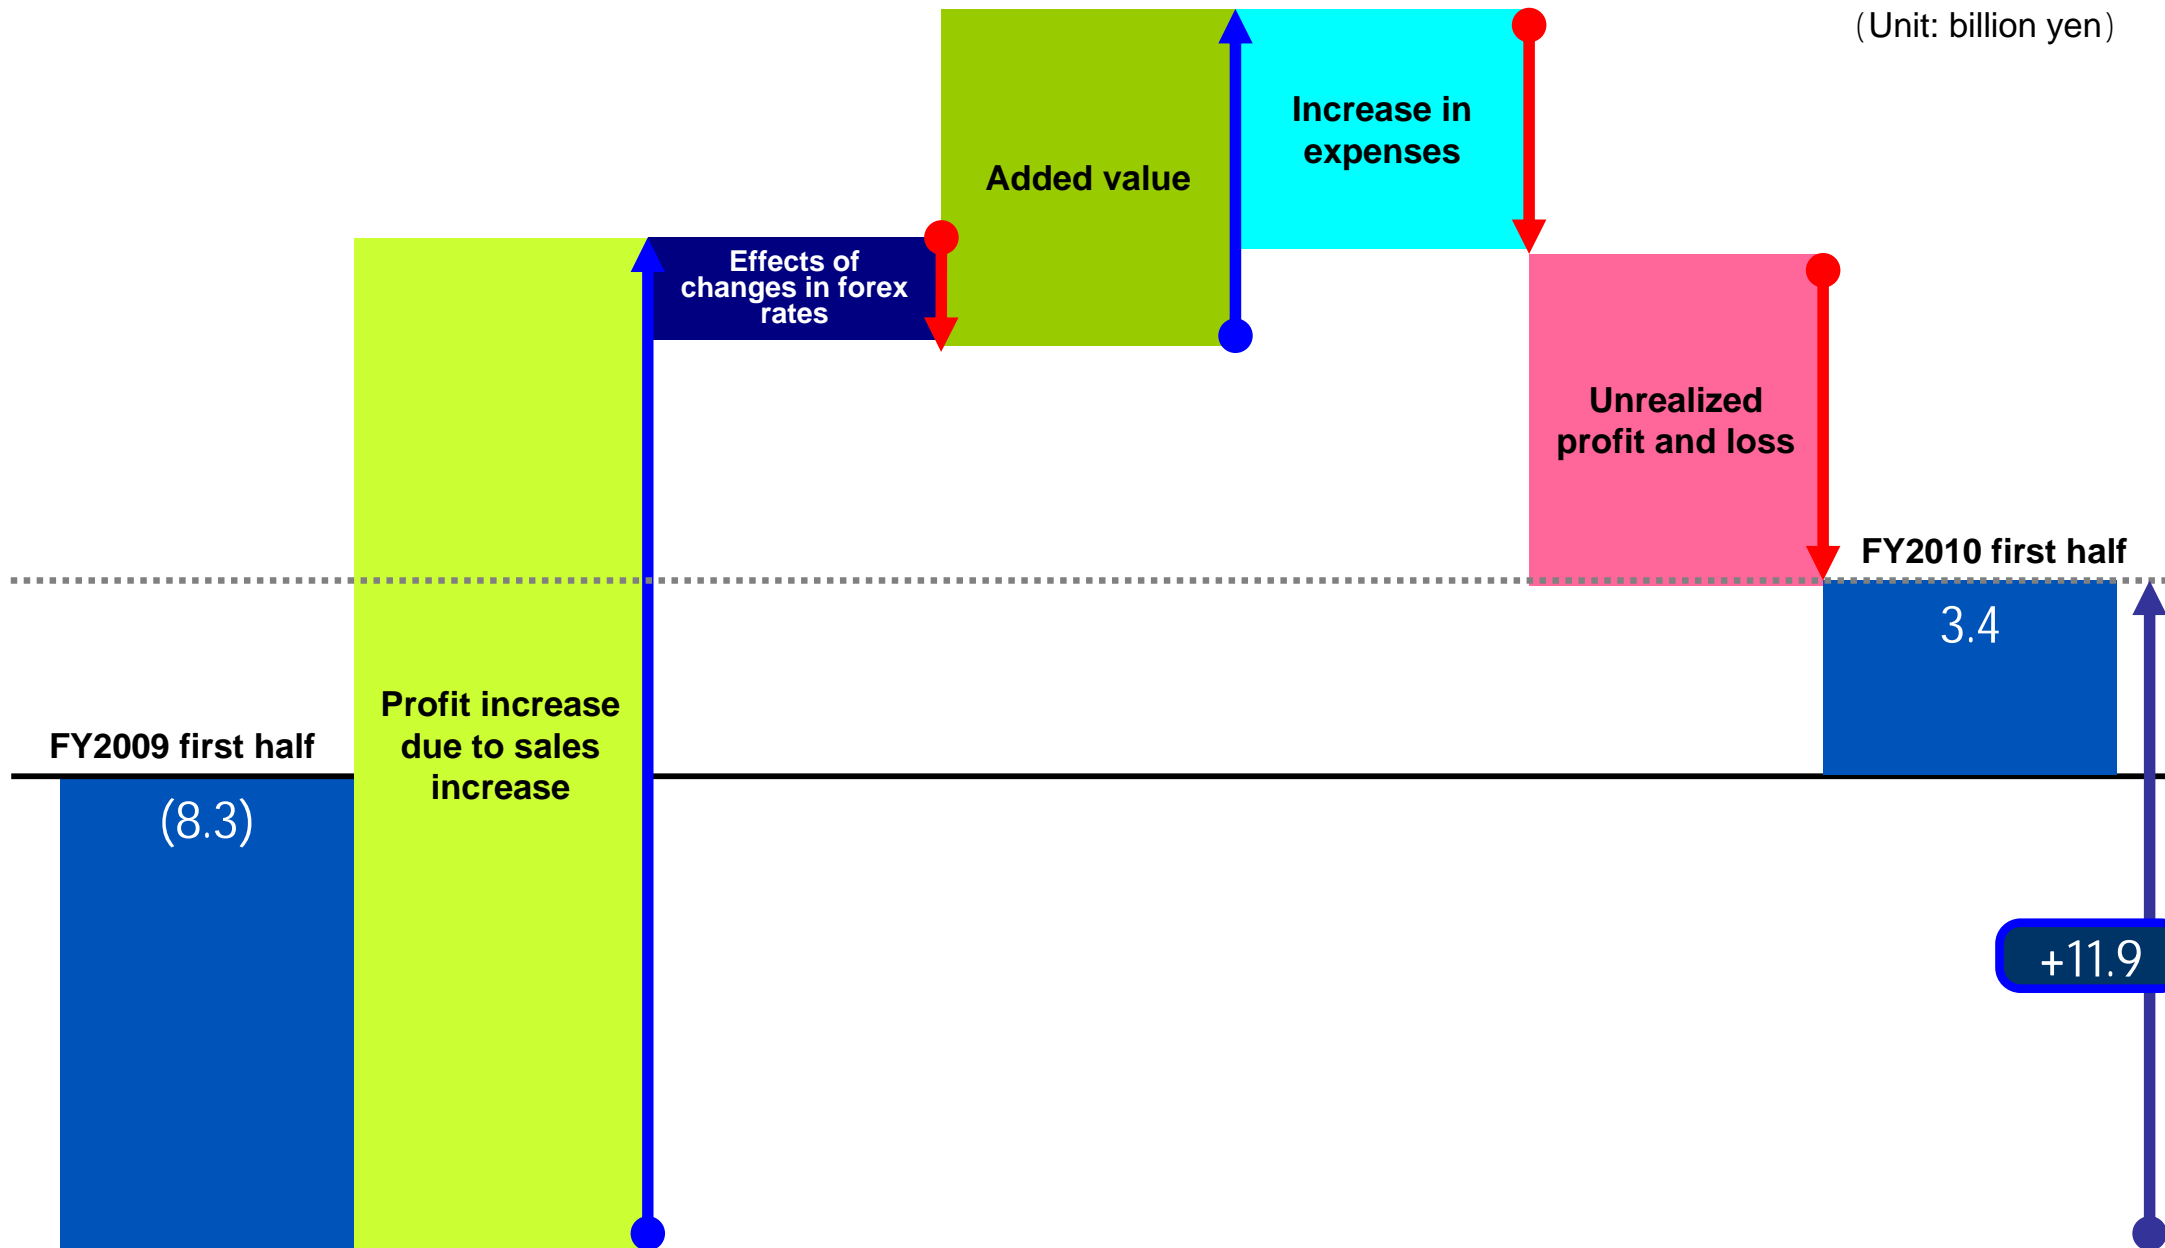 (Unit: billion yen)
Increase in
expenses
Added value
Effects of
changes in forex
rates
Unrealized
profit and loss
FY2010 first half
3.4
Profit increase
due to sales
increase
FY2009 first half
(8.3)
+11.9